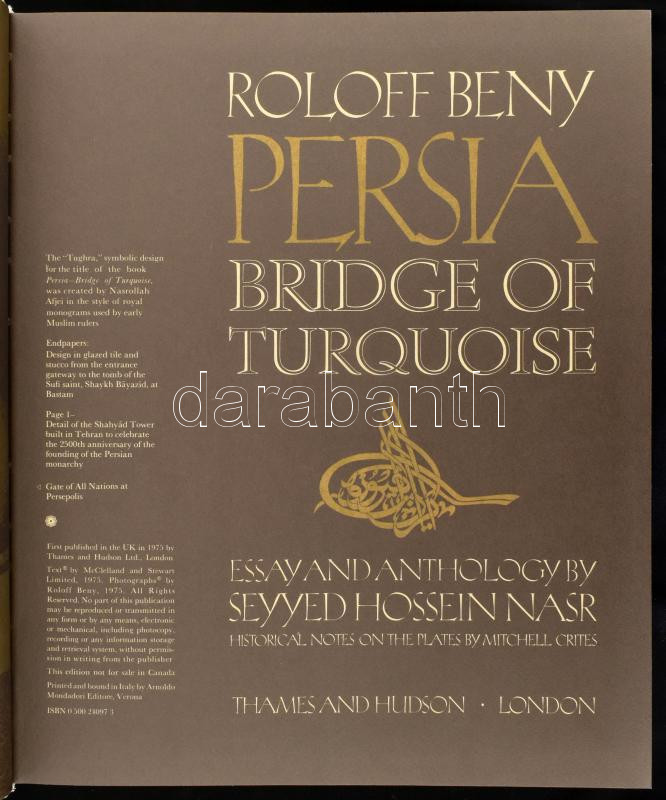 ROLOFF BENY
PERSIA
BRIDGE OF
TURQUOISE
ESSAY AND ANTHOLOGY BY
SEYYED HOSSEIN NASR
HISTORICAL NOTES ON THE PLATES BY MITCHELL CRITES
THAMES AND HUDSON · LONDON
The "Tughra," symbolic design
for the title of the book
Persia—Bridge of Turquoise,
was created by Nasrollah
Afjei in the style of royal
monograms used by early
Muslim rulers
Endpapers:
Design in glazed tile and
stucco from the entrance
gateway to the tomb of the
Sufi saint, Shaykh Bāyazīd, at
Bastam
Page 1–
Detail of the Shahyād Tower
built in Tehran to celebrate
the 2500th anniversary of the
founding of the Persian
monarchy
◁ Gate of All Nations at
Persepolis
First published in the UK in 1975 by
Thames and Hudson Ltd., London
Text® by McClelland and Stewart
Limited, 1975. Photographs® by
Roloff Beny, 1975. All Rights
Reserved. No part of this publication
may be reproduced or transmitted in
any form or by any means, electronic
or mechanical, including photocopy,
recording or any information storage
and retrieval system, without permis-
sion in writing from the publisher
This edition not for sale in Canada
Printed and bound in Italy by Arnoldo
Mondadori Editore, Verona
ISBN 0 500 24097 3
darabanth